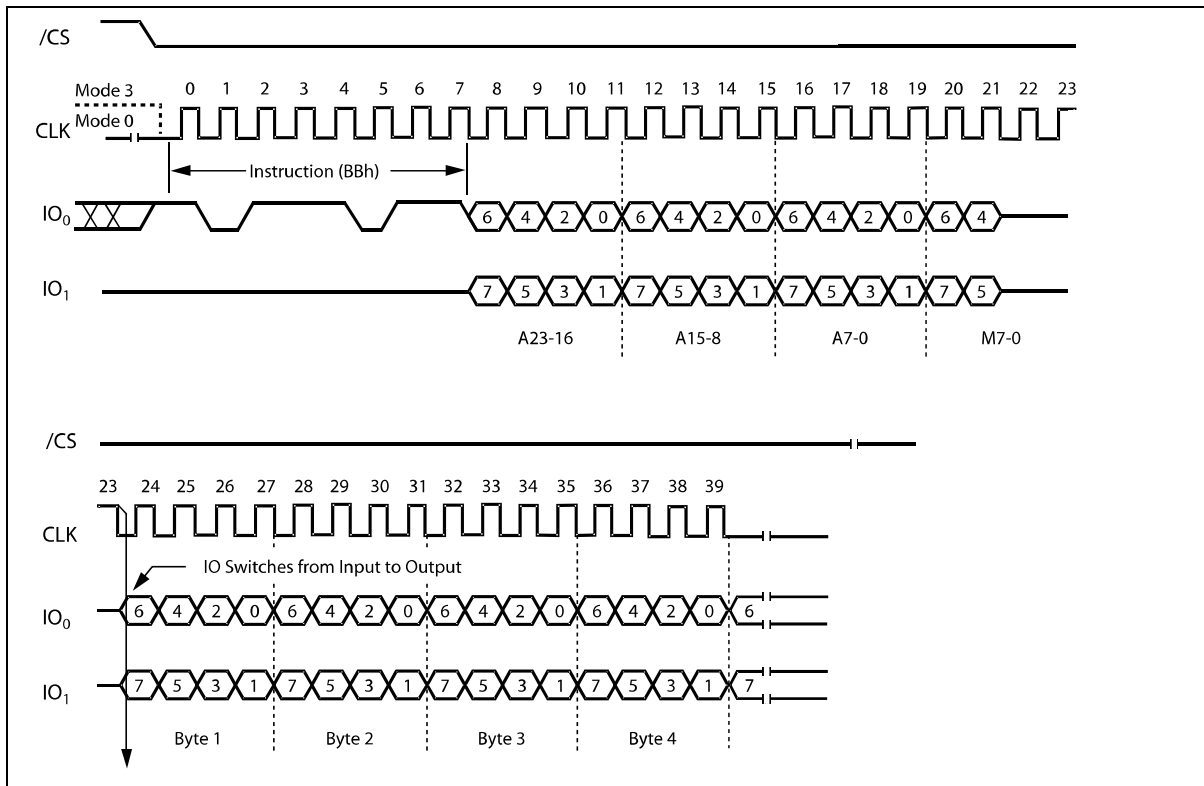 /CS
Mode 3
0 1 2 3 4 5 6 7 8 9 10 11 12 13 14 15 16 17 18 19 20 21 22 23
Mode 0
CLK
Instruction (BBh)
IO0 6 4 2 0 6 4 2 0 6 4 2 0 6 4
IO1 7 5 3 1 7 5 3 1 7 5 3 1 7 5
A23-16 A15-8 A7-0 M7-0
/CS
23 24 25 26 27 28 29 30 31 32 33 34 35 36 37 38 39
CLK
IO Switches from Input to Output
IO0 6 4 2 0 6 4 2 0 6 4 2 0 6 4 2 0 6
IO1 7 5 3 1 7 5 3 1 7 5 3 1 7 5 3 1 7
Byte 1 Byte 2 Byte 3 Byte 4